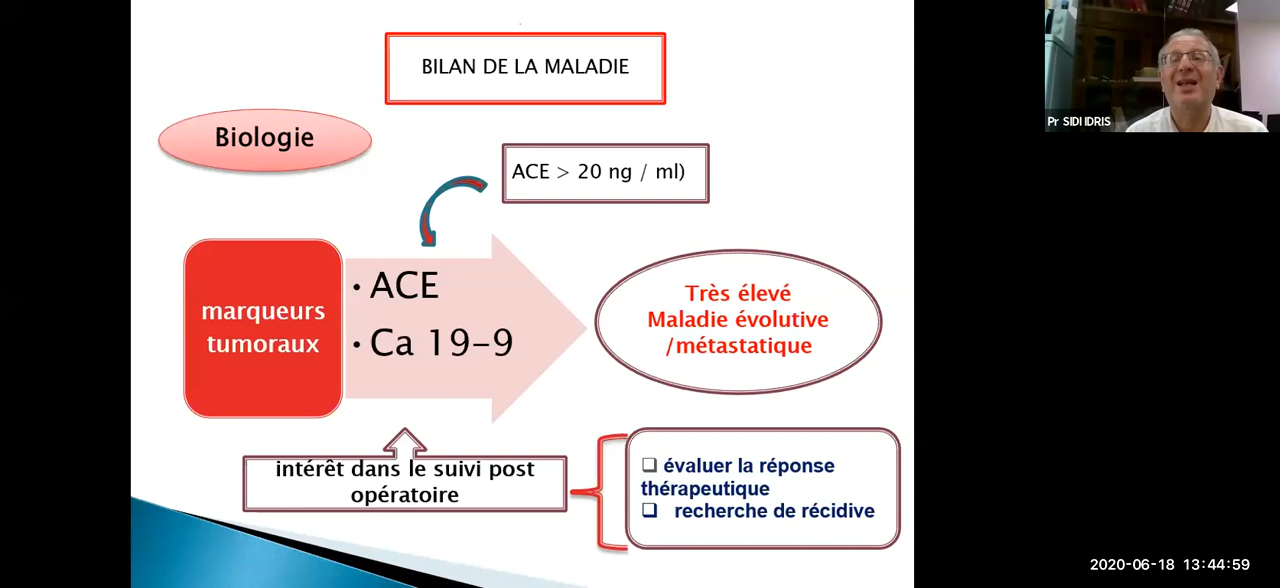 BILAN DE LA MALADIE
Pr SIDI IDRIS
Biologie
ACE > 20 ng / ml)
marqueurs
tumoraux
• ACE
• Ca 19-9
Très élevé
Maladie évolutive
/métastatique
intérêt dans le suivi post
opératoire
❑ évaluer la réponse
thérapeutique
❑ recherche de récidive
2020-06-18 13:44:59